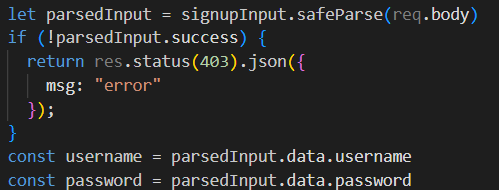 let parsedInput = signupInput.safeParse(req.body)
if (!parsedInput.success) {
  return res.status(403).json({
    msg: "error"
  });
}
const username = parsedInput.data.username
const password = parsedInput.data.password